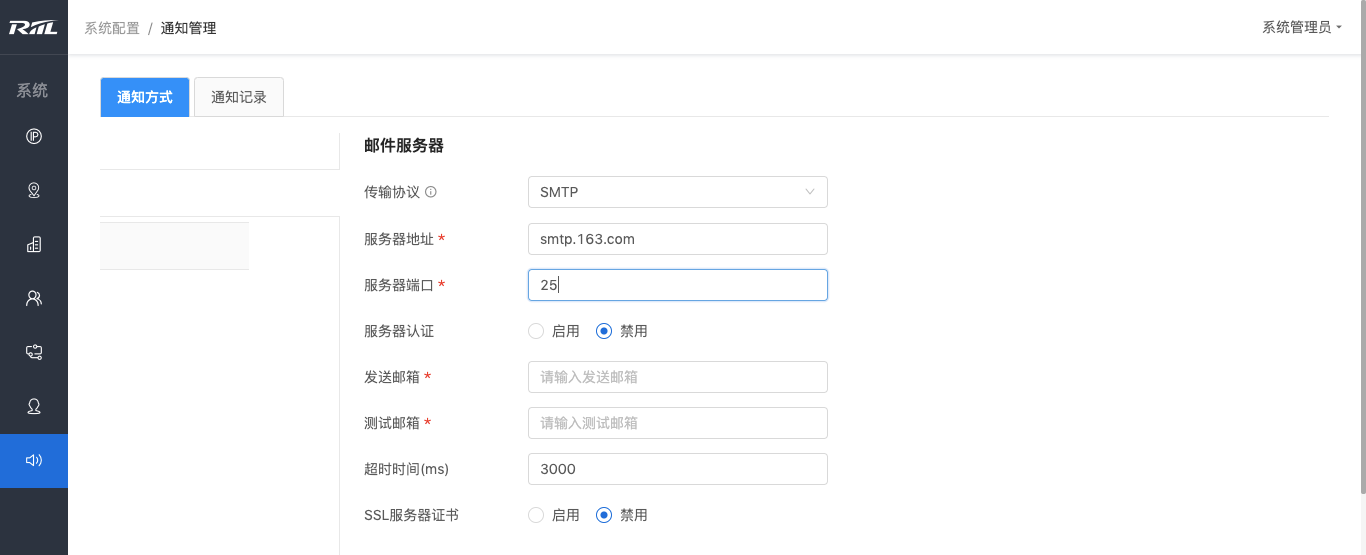 RIIL
系统配置 / 通知管理
系统管理员
系统
通知方式
通知记录
邮件服务器
传输协议
SMTP
服务器地址 *
smtp.163.com
服务器端口 *
25
服务器认证
启用
禁用
发送邮箱 *
请输入发送邮箱
测试邮箱 *
请输入测试邮箱
超时时间(ms)
3000
SSL服务器证书
启用
禁用